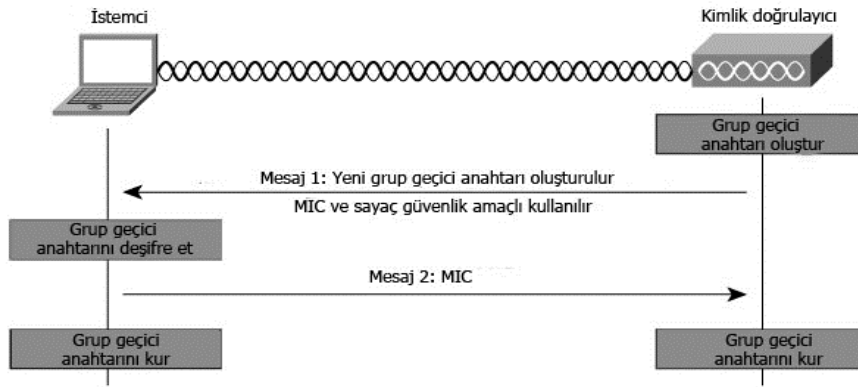 İstemci
Kimlik doğrulayıcı
Grup geçici
anahtarı oluştur
Mesaj 1: Yeni grup geçici anahtarı oluşturulur
MIC ve sayaç güvenlik amaçlı kullanılır
Grup geçici
anahtarını deşifre et
Mesaj 2: MIC
Grup geçici
anahtarını kur
Grup geçici
anahtarını kur